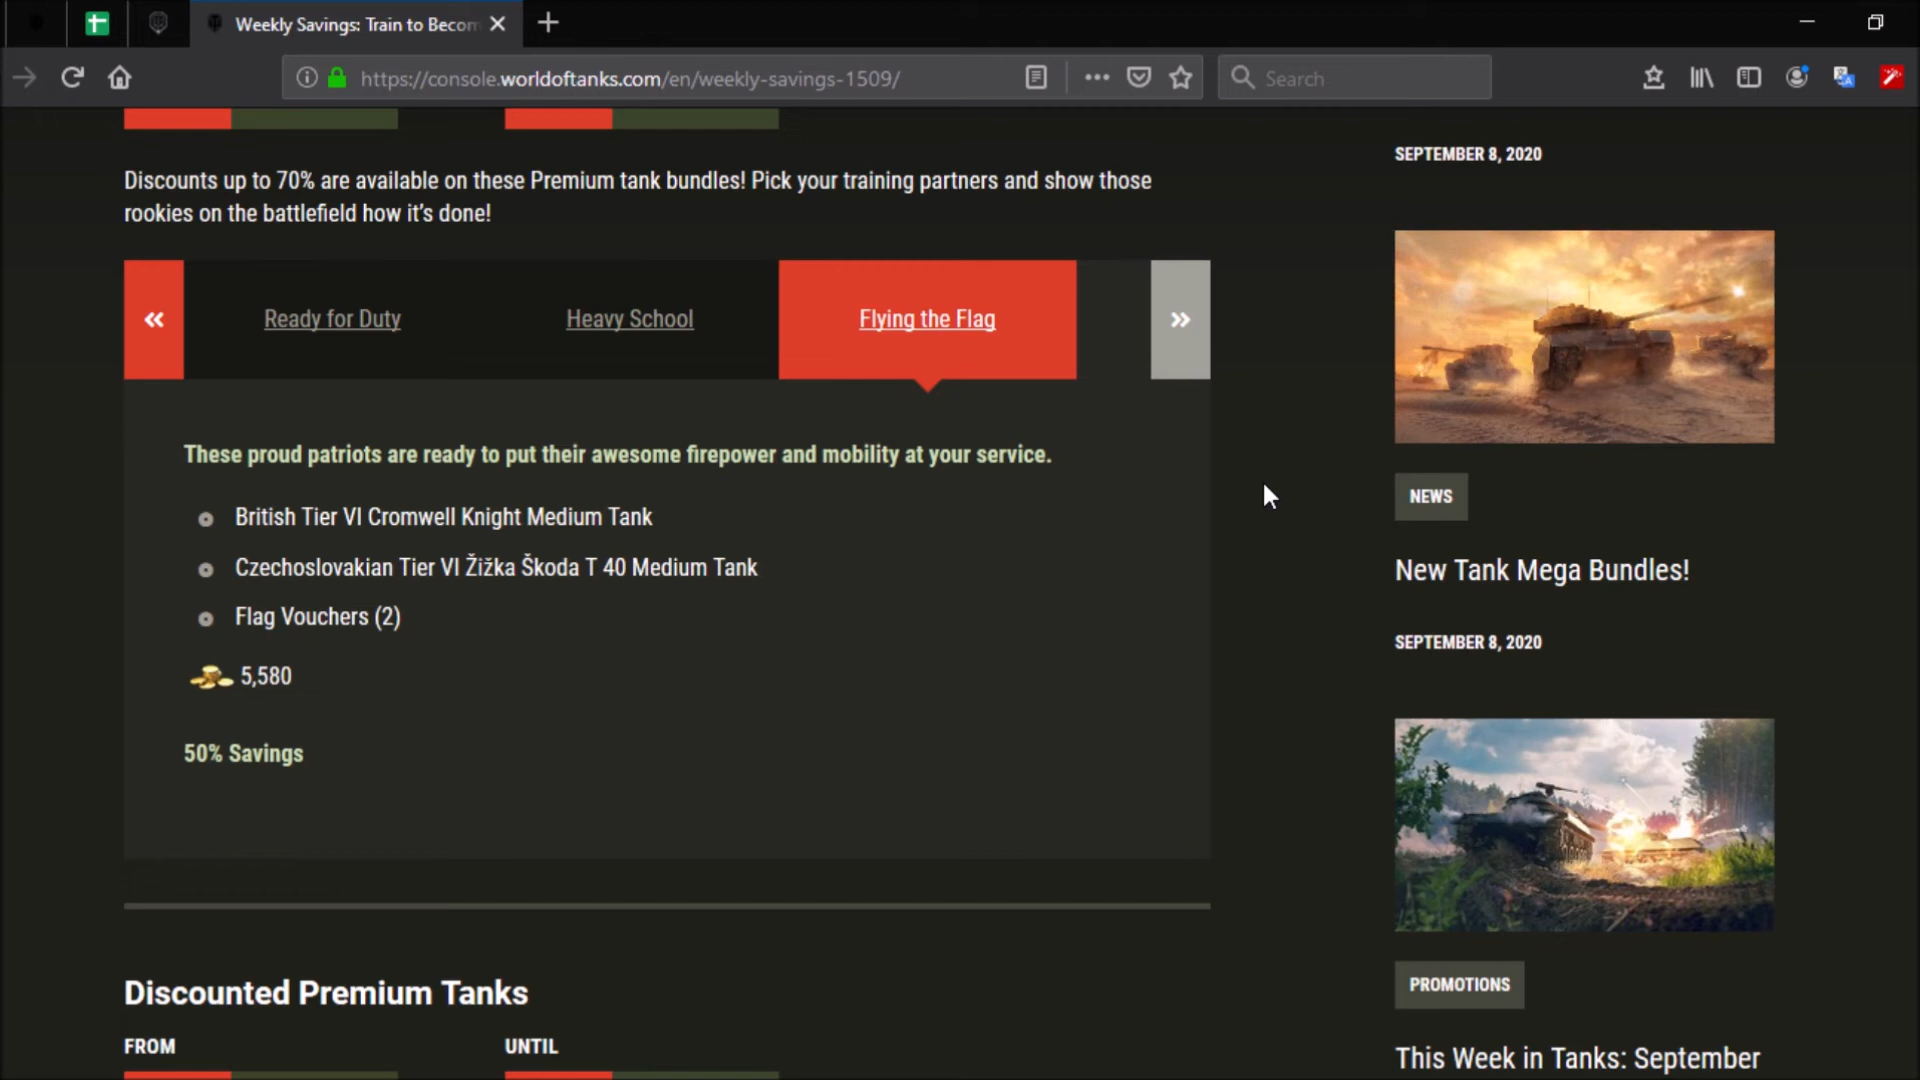 Weekly Savings: Train to Becom
https://console.worldoftanks.com/en/weekly-savings-1509/
Search
Discounts up to 70% are available on these Premium tank bundles! Pick your training partners and show those
rookies on the battlefield how it's done!
Ready for Duty
Heavy School
Flying the Flag
These proud patriots are ready to put their awesome firepower and mobility at your service.
British Tier VI Cromwell Knight Medium Tank
Czechoslovakian Tier VI Žižka Škoda T 40 Medium Tank
Flag Vouchers (2)
5,580
50% Savings
Discounted Premium Tanks
FROM
UNTIL
SEPTEMBER 8, 2020
NEWS
New Tank Mega Bundles!
SEPTEMBER 8, 2020
PROMOTIONS
This Week in Tanks: September